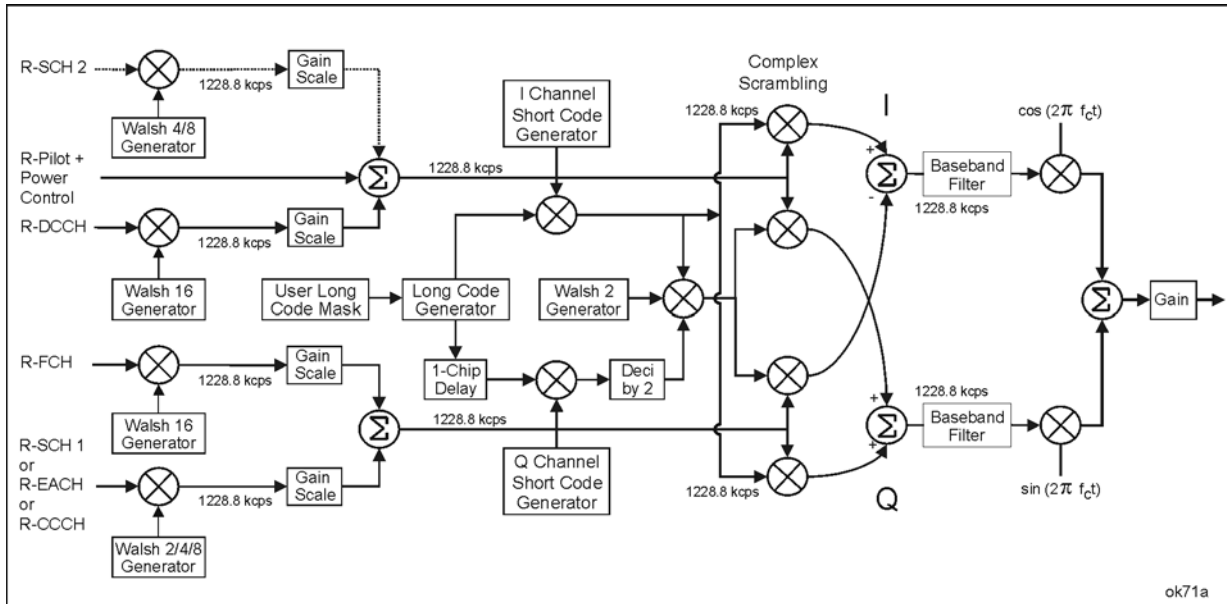 R-SCH 2
1228.8 kcps
Gain
Scale
Walsh 4/8
Generator
R-Pilot +
Power
Control
Σ
1228.8 kcps
R-DCCH
1228.8 kcps
Gain
Scale
Walsh 16
Generator
I Channel
Short Code
Generator
User Long
Code Mask
Long Code
Generator
Walsh 2
Generator
1-Chip
Delay
Deci
by 2
Q Channel
Short Code
Generator
R-FCH
1228.8 kcps
Gain
Scale
Walsh 16
Generator
Σ
1228.8 kcps
R-SCH 1
or
R-EACH
or
R-CCCH
1228.8 kcps
Gain
Scale
Walsh 2/4/8
Generator
Complex
Scrambling
1228.8 kcps
1228.8 kcps
I
+
Σ
-
Baseband
Filter
1228.8 kcps
cos (2π fct)
+
Σ
+
Q
1228.8 kcps
Baseband
Filter
sin (2π fct)
Σ
Gain
ok71a